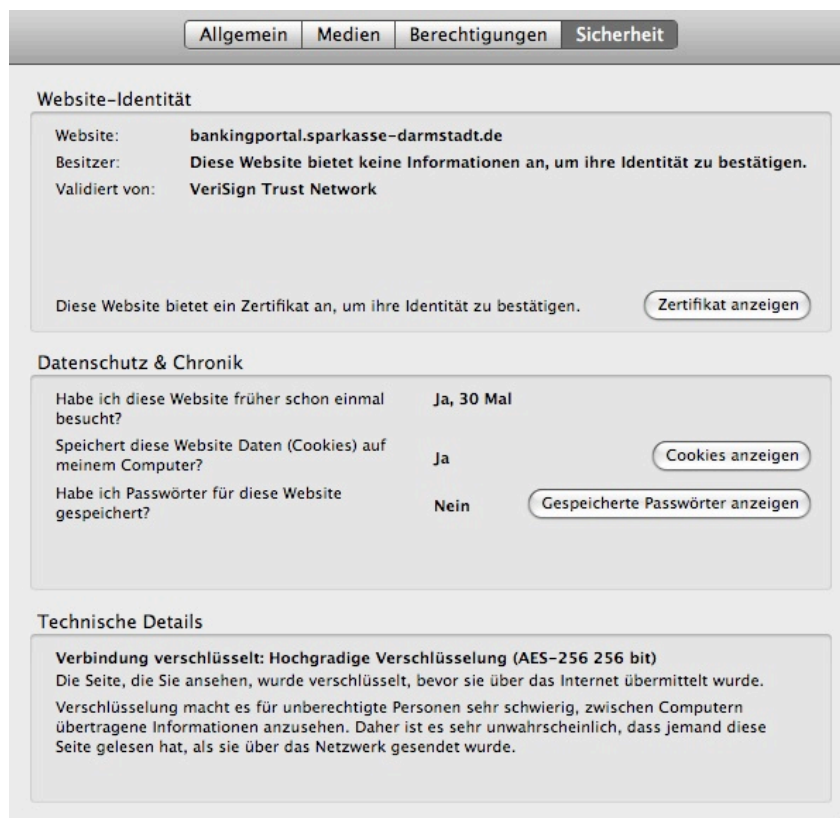 Allgemein Medien Berechtigungen Sicherheit
Website-Identität
Website: bankingportal.sparkasse-darmstadt.de
Besitzer: Diese Website bietet keine Informationen an, um ihre Identität zu bestätigen.
Validiert von: VeriSign Trust Network
Diese Website bietet ein Zertifikat an, um ihre Identität zu bestätigen. Zertifikat anzeigen
Datenschutz & Chronik
Habe ich diese Website früher schon einmal Ja, 30 Mal
besucht?
Speichert diese Website Daten (Cookies) auf
meinem Computer? Ja Cookies anzeigen
Habe ich Passwörter für diese Website
gespeichert? Nein Gespeicherte Passwörter anzeigen
Technische Details
Verbindung verschlüsselt: Hochgradige Verschlüsselung (AES-256 256 bit)
Die Seite, die Sie ansehen, wurde verschlüsselt, bevor sie über das Internet übermittelt wurde.
Verschlüsselung macht es für unberechtigte Personen sehr schwierig, zwischen Computern
übertragene Informationen anzusehen. Daher ist es sehr unwahrscheinlich, dass jemand diese
Seite gelesen hat, als sie über das Netzwerk gesendet wurde.